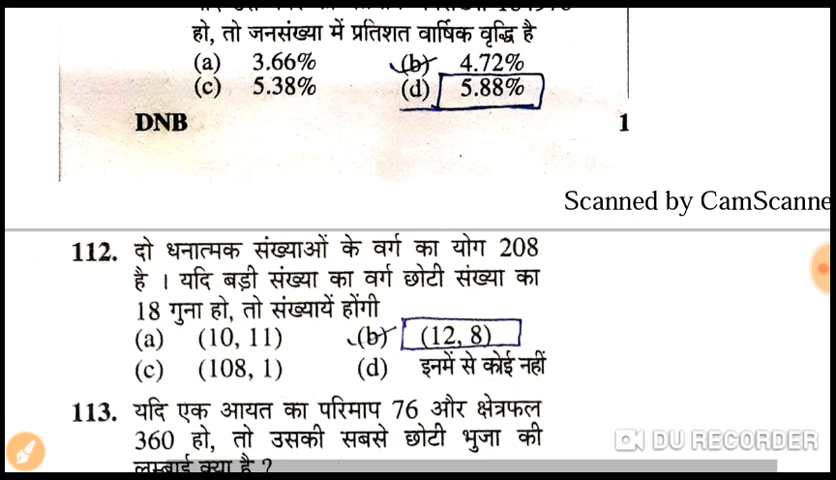 हो, तो जनसंख्या में प्रतिशत वार्षिक वृद्धि है
(a) 3.66% (b) 4.72%
(c) 5.38% (d) 5.88%
DNB 1
Scanned by CamScanne
112. दो धनात्मक संख्याओं के वर्ग का योग 208
है । यदि बड़ी संख्या का वर्ग छोटी संख्या का
18 गुना हो, तो संख्यायें होंगी
(a) (10, 11) (b) (12, 8)
(c) (108, 1) (d) इनमें से कोई नहीं
113. यदि एक आयत का परिमाप 76 और क्षेत्रफल
360 हो, तो उसकी सबसे छोटी भुजा की
DU RECORDER
लम्बाई क्या है ?